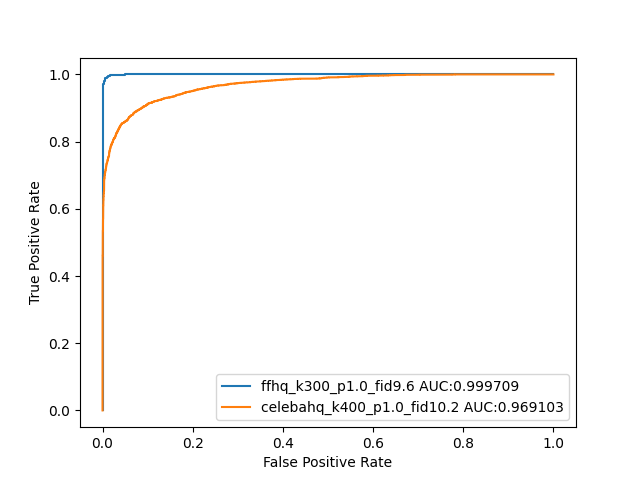 1.0
0.8
0.6
0.4
0.2
0.0
True Positive Rate
ffhq_k300_p1.0_fid9.6 AUC:0.999709
celebahq_k400_p1.0_fid10.2 AUC:0.969103
0.0 0.2 0.4 0.6 0.8 1.0
False Positive Rate